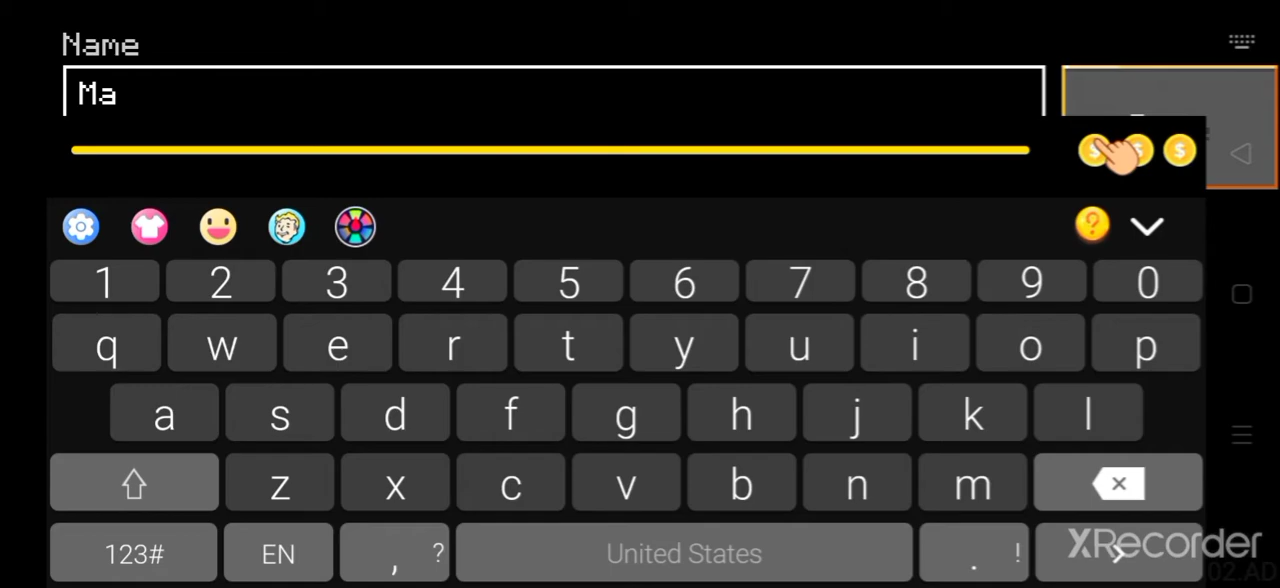 Name
Ma
1 2 3 4 5 6 7 8 9 0
q w e r t y u i o p
a s d f g h j k l
z x c v b n m
123# EN , ? United States . !
XRecorder